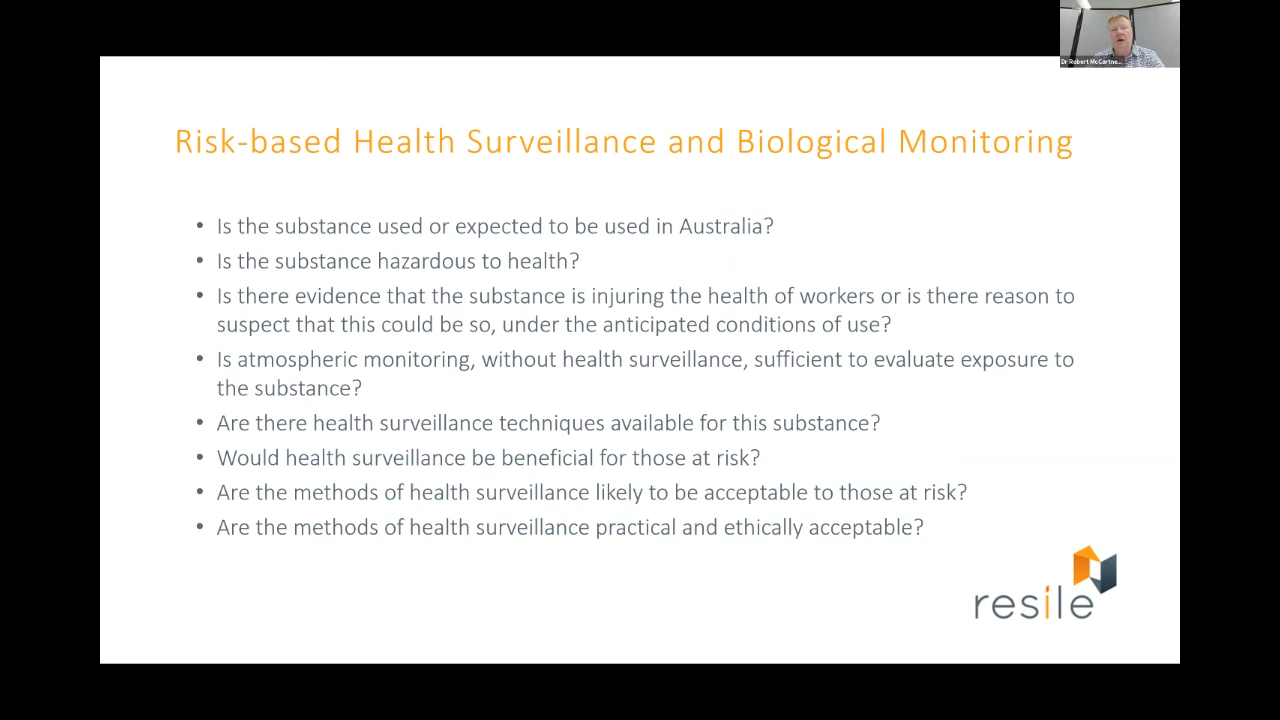 Dr Robert McCartne...
Risk-based Health Surveillance and Biological Monitoring
• Is the substance used or expected to be used in Australia?
• Is the substance hazardous to health?
• Is there evidence that the substance is injuring the health of workers or is there reason to
suspect that this could be so, under the anticipated conditions of use?
• Is atmospheric monitoring, without health surveillance, sufficient to evaluate exposure to
the substance?
• Are there health surveillance techniques available for this substance?
• Would health surveillance be beneficial for those at risk?
• Are the methods of health surveillance likely to be acceptable to those at risk?
• Are the methods of health surveillance practical and ethically acceptable?
resile